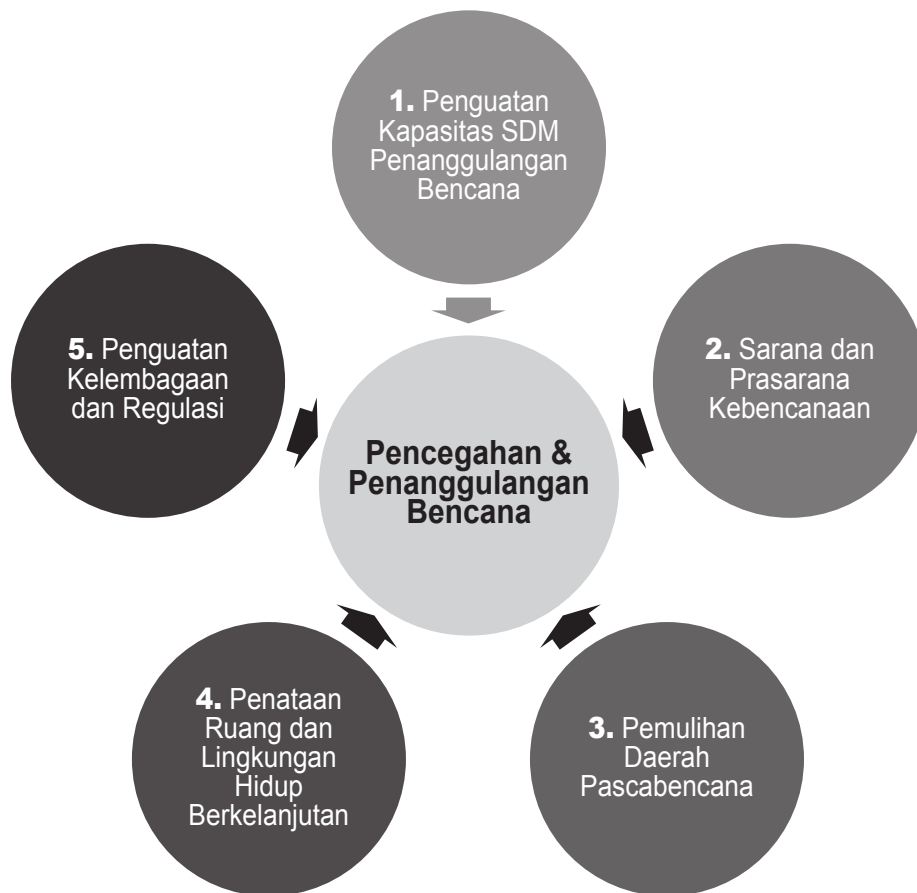 1. Penguatan
Kapasitas SDM
Penanggulangan
Bencana
2. Sarana dan
Prasarana
Kebencanaan
3. Pemulihan
Daerah
Pascabencana
4. Penataan
Ruang dan
Lingkungan
Hidup
Berkelanjutan
5. Penguatan
Kelembagaan
dan Regulasi
Pencegahan &
Penanggulangan
Bencana